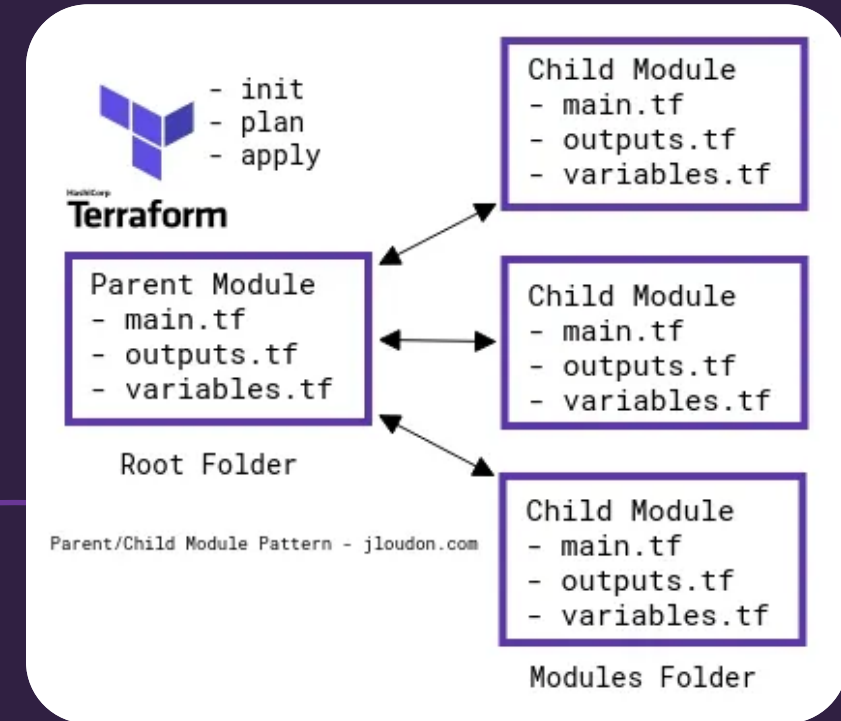 - init
- plan
- apply
HashiCorp
Terraform
Parent Module
- main.tf
- outputs.tf
- variables.tf
Root Folder
Parent/Child Module Pattern - jloudon.com
Child Module
- main.tf
- outputs.tf
- variables.tf
Child Module
- main.tf
- outputs.tf
- variables.tf
Child Module
- main.tf
- outputs.tf
- variables.tf
Modules Folder